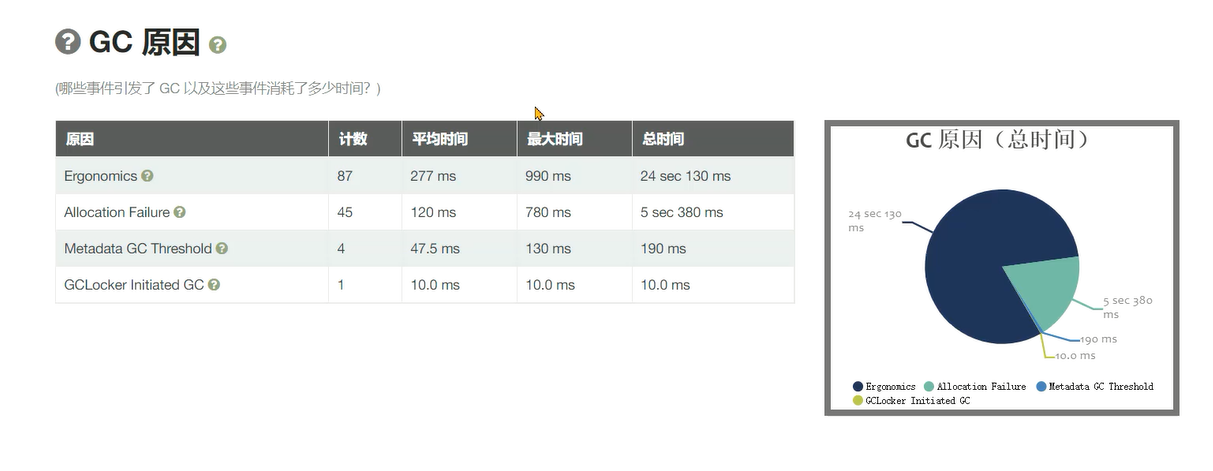 GC 原因
(哪些事件引发了 GC 以及这些事件消耗了多少时间？)
原因 计数 平均时间 最大时间 总时间
Ergonomics 87 277 ms 990 ms 24 sec 130 ms
Allocation Failure 45 120 ms 780 ms 5 sec 380 ms
Metadata GC Threshold 4 47.5 ms 130 ms 190 ms
GCLocker Initiated GC 1 10.0 ms 10.0 ms 10.0 ms
GC 原因（总时间）
24 sec 130
ms
5 sec 380
ms
190 ms
10.0 ms
Ergonomics Allocation Failure Metadata GC Threshold
GCLocker Initiated GC